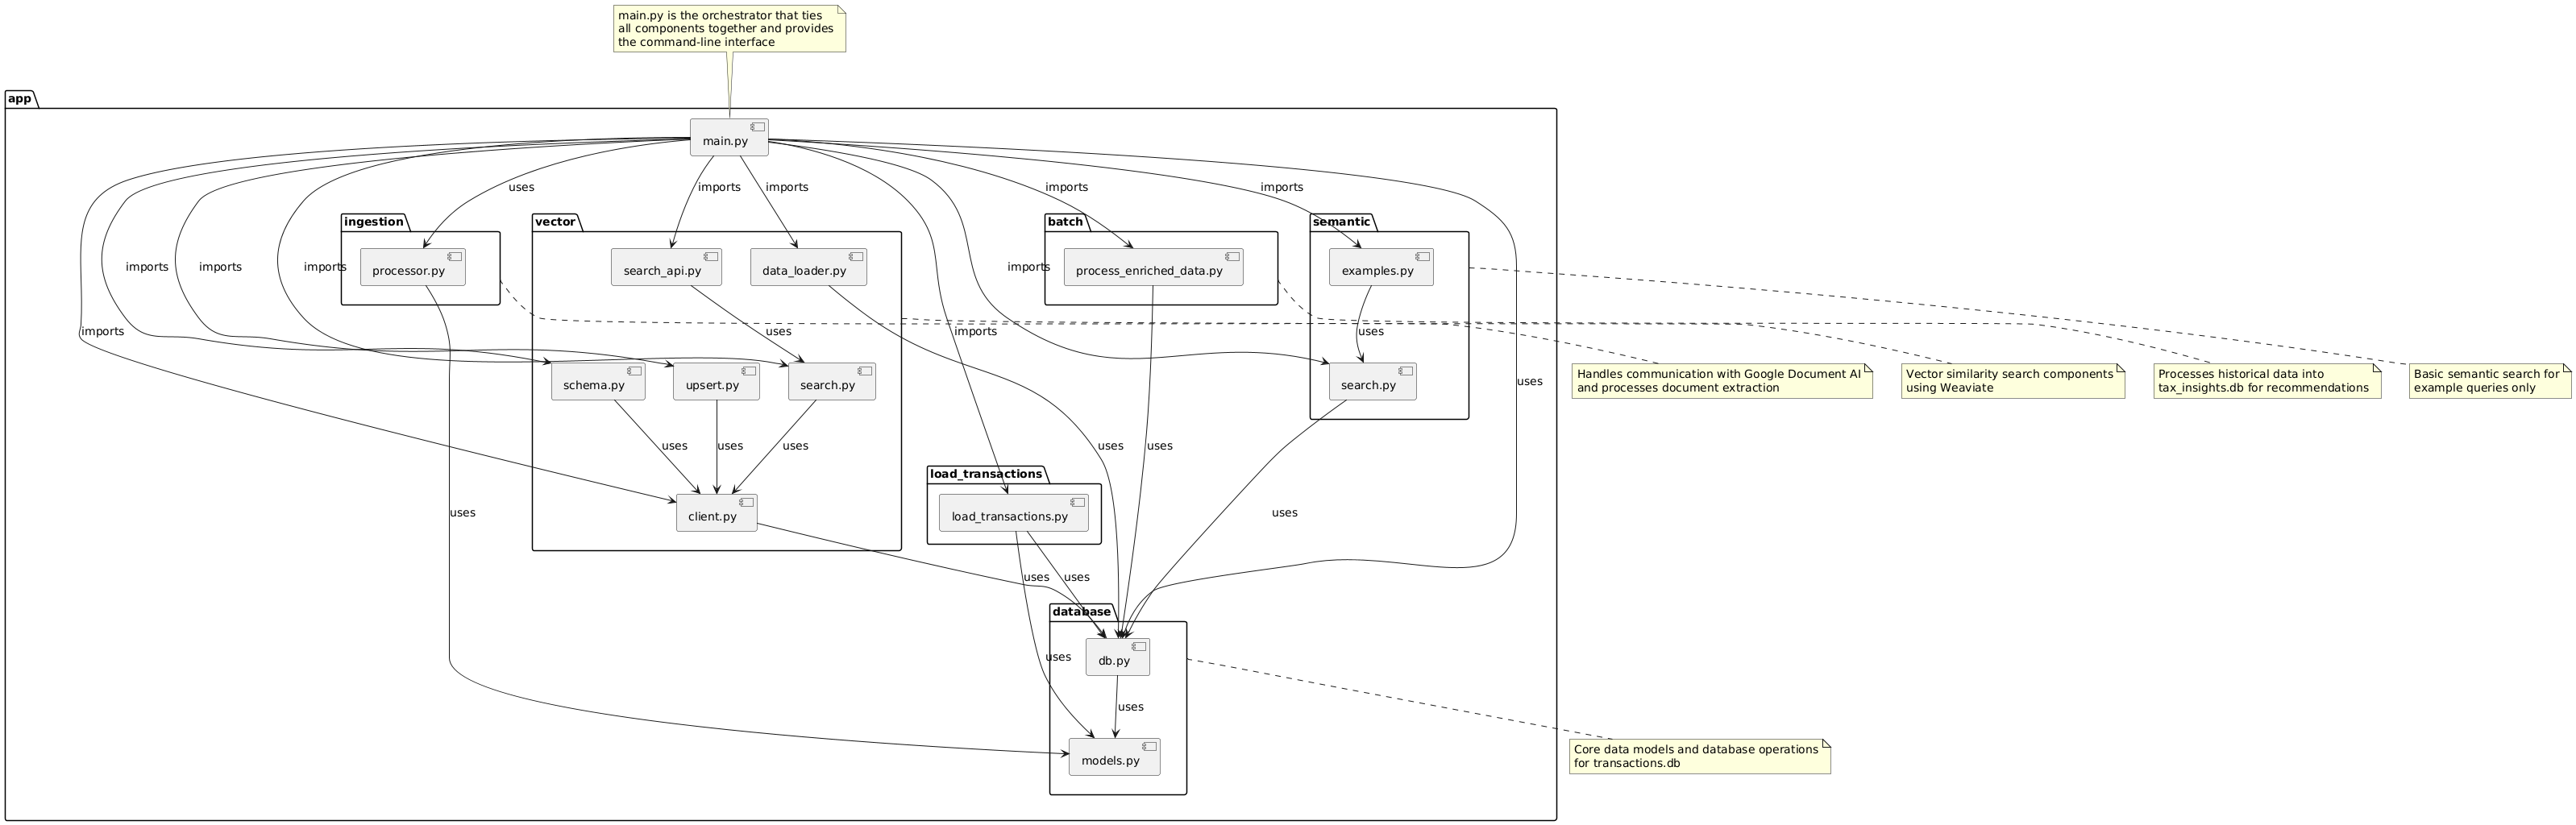 main.py is the orchestrator that ties
all components together and provides
the command-line interface
app
main.py
uses
imports
imports
imports
imports
ingestion
vector
batch
semantic
processor.py
search_api.py
data_loader.py
process_enriched_data.py
examples.py
imports
imports
imports
imports
imports
uses
imports
uses
uses
schema.py
upsert.py
search.py
search.py
Handles communication with Google Document AI
and processes document extraction
Vector similarity search components
using Weaviate
Processes historical data into
tax_insights.db for recommendations
Basic semantic search for
example queries only
uses
uses
uses
uses
uses
load_transactions
client.py
load_transactions.py
uses
uses
uses
uses
database
uses
db.py
uses
models.py
Core data models and database operations
for transactions.db